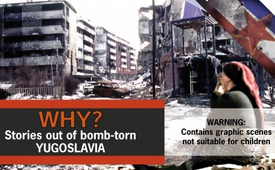 WHY?
Stories out of bomb-torn
YUGOSLAVIA
WARNING:
Contains graphic scenes
not suitable for children